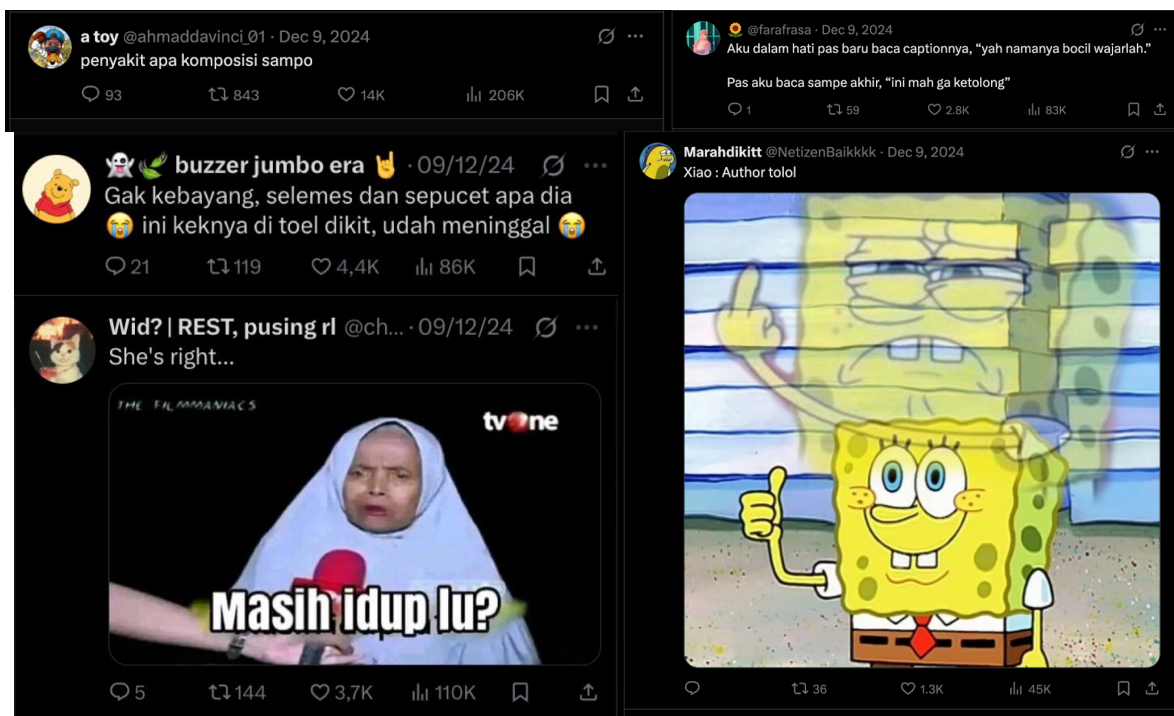 a toy @ahmaddavinci_01 · Dec 9, 2024
penyakit apa komposisi sampo
93 843 14K 206K
🌻 @farafrasa · Dec 9, 2024
Aku dalam hati pas baru baca captionnya, “yah namanya bocil wajarlah.”
Pas aku baca sampe akhir, “ini mah ga ketolong”
1 59 2.8K 83K
👻🍃 buzzer jumbo era 🤘 · 09/12/24
Gak kebayang, selemes dan sepucet apa dia
😭 ini keknya di toel dikit, udah meninggal 😭
21 119 4,4K 86K
Wid? | REST, pusing rl @ch... · 09/12/24
She's right...
THE FILMMANIACS
tvOne
Masih idup lu?
5 144 3,7K 110K
Marahdikitt @NetizenBaikkkk · Dec 9, 2024
Xiao : Author tolol
36 1.3K 45K